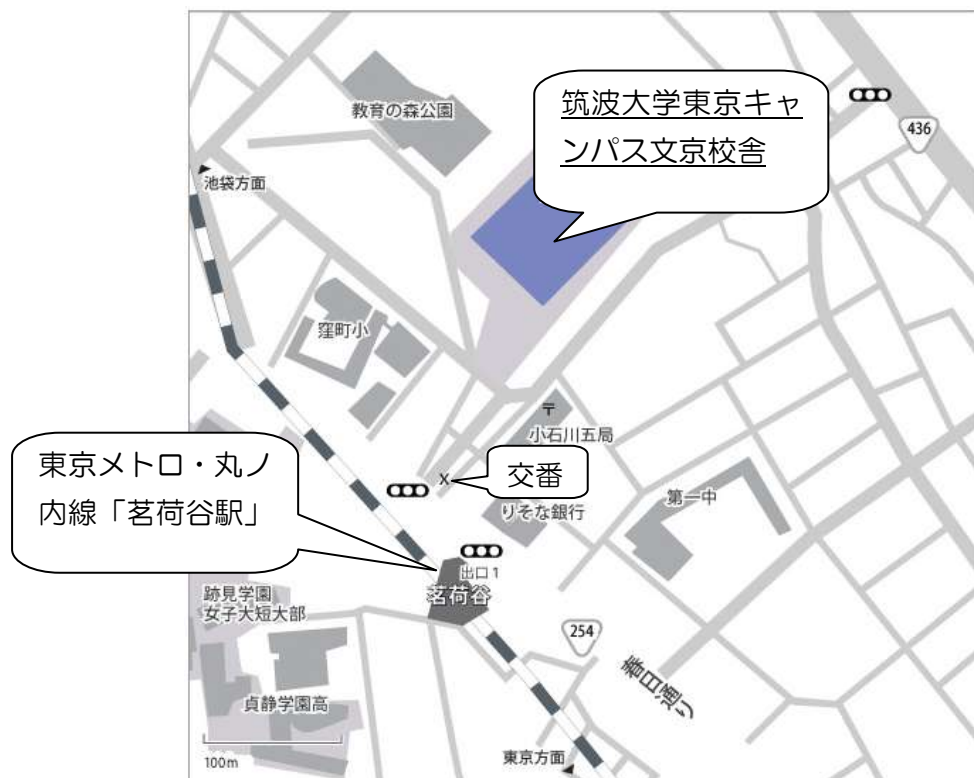 教育の森公園
筑波大学東京キャ
ンパス文京校舎
436
池袋方面
窪町小
〒
小石川五局
東京メトロ・丸ノ
内線「茗荷谷駅」
交番
X
りそな銀行
第一中
出口1
茗荷谷
跡見学園
女子大短大部
254
春日通り
貞静学園高
100m
東京方面